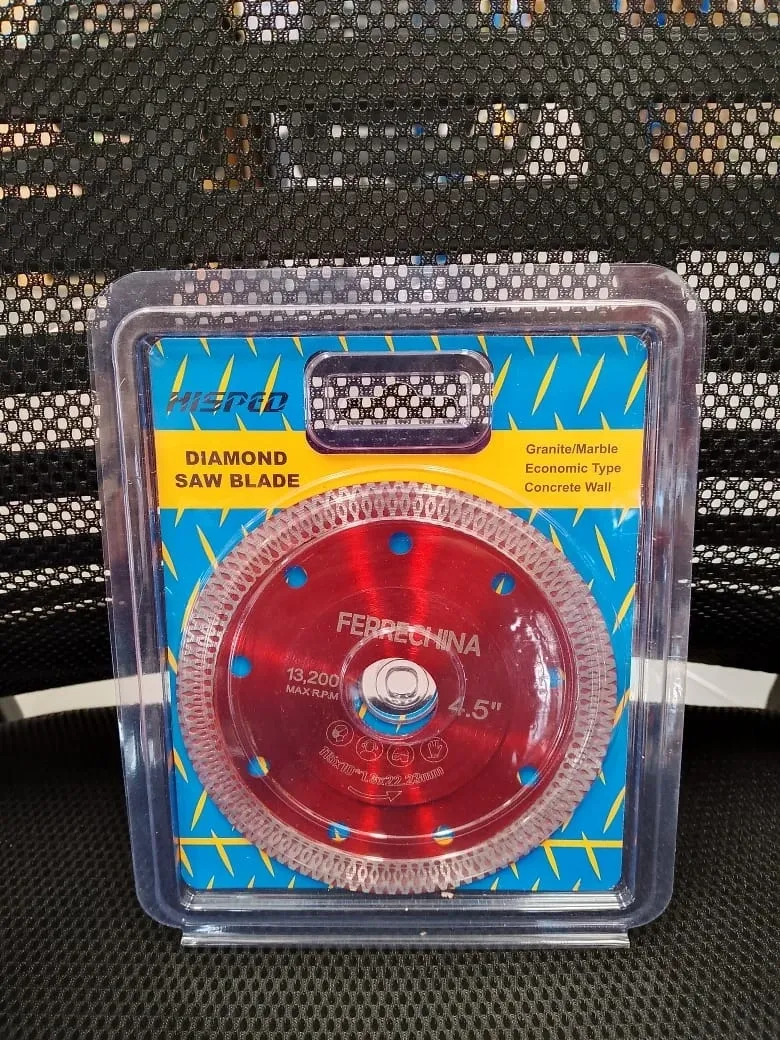 HISPEO
DIAMOND
SAW BLADE
Granite/Marble
Economic Type
Concrete Wall
FERRECHINA
13,200
MAX R.P.M
4.5"